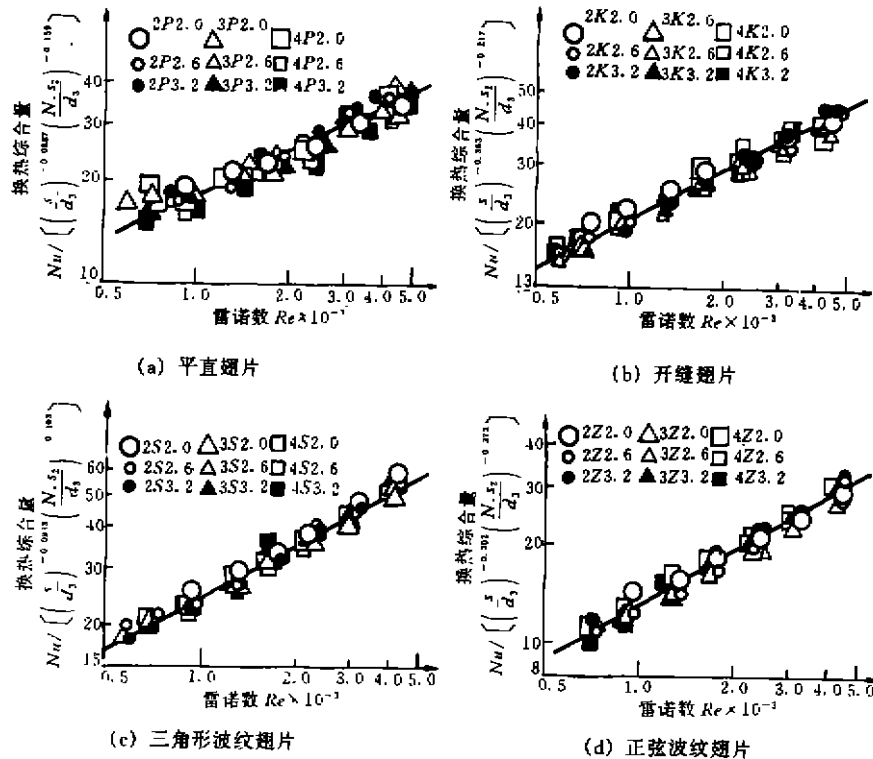 2P2.0 3P2.0 4P2.0
2P2.6 3P2.6 4P2.6
2P3.2 3P3.2 4P3.2
换热综合量
40
30
20
10
0.5 1.0 2.0 3.0 4.0 5.0
雷诺数 Re×10⁻³
(a) 平直翅片
2K2.0 3K2.0 4K2.0
2K2.6 3K2.6 4K2.6
2K3.2 3K3.2 4K3.2
换热综合量
Nu/{(s/d₃)^-0.363 (N·s₂/d₃)^-0.217}
50
40
30
20
13
0.5 1.0 2.0 3.0 4.0 5.0
雷诺数 Re×10⁻³
(b) 开缝翅片
2S2.0 3S2.0 4S2.0
2S2.6 3S2.6 4S2.6
2S3.2 3S3.2 4S3.2
换热综合量
60
50
40
30
20
15
0.5 1.0 2.0 3.0 4.0 5.0
雷诺数 Re×10⁻³
(c) 三角形波纹翅片
2Z2.0 3Z2.0 4Z2.0
2Z2.6 3Z2.6 4Z2.6
2Z3.2 3Z3.2 4Z3.2
换热综合量
40
30
20
10
8
0.5 1.0 2.0 3.0 4.0 5.0
雷诺数 Re×10⁻³
(d) 正弦波纹翅片